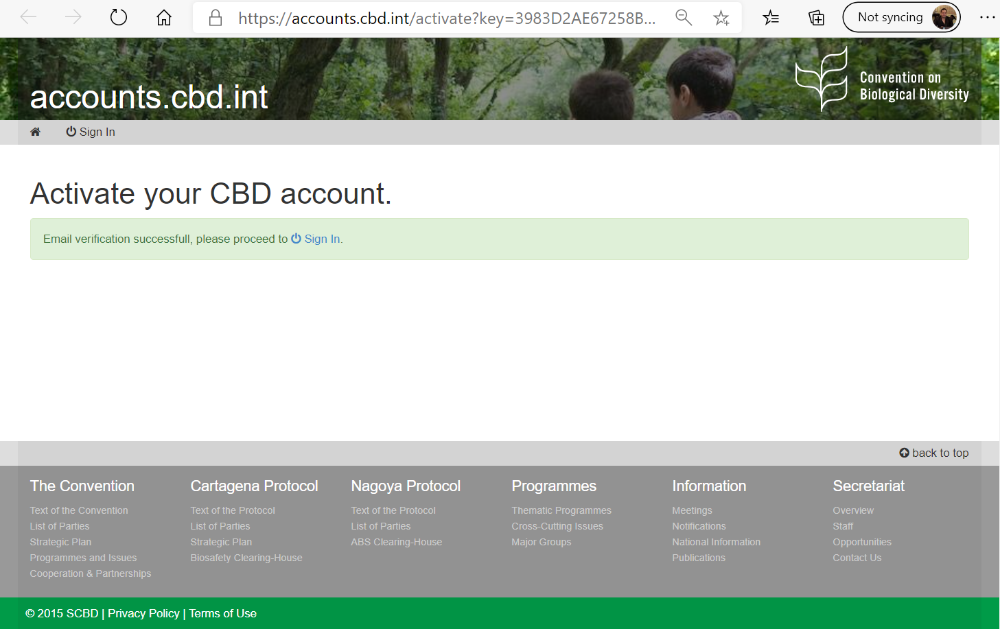 https://accounts.cbd.int/activate?key=3983D2AE67258B...
Not syncing
accounts.cbd.int
Convention on
Biological Diversity
Sign In
Activate your CBD account.
Email verification successfull, please proceed to Sign In.
back to top
The Convention
Text of the Convention
List of Parties
Strategic Plan
Programmes and Issues
Cooperation & Partnerships
Cartagena Protocol
Text of the Protocol
List of Parties
Strategic Plan
Biosafety Clearing-House
Nagoya Protocol
Text of the Protocol
List of Parties
ABS Clearing-House
Programmes
Thematic Programmes
Cross-Cutting Issues
Major Groups
Information
Meetings
Notifications
National Information
Publications
Secretariat
Overview
Staff
Opportunities
Contact Us
© 2015 SCBD | Privacy Policy | Terms of Use